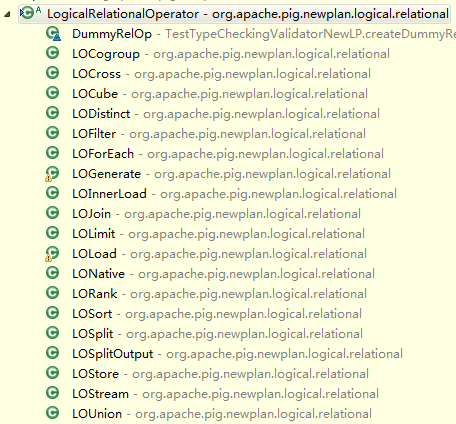 LogicalRelationalOperator - org.apache.pig.newplan.logical.relational
DummyRelOp - TestTypeCheckingValidatorNewLP.createDummyRe
LOCogroup - org.apache.pig.newplan.logical.relational
LOCross - org.apache.pig.newplan.logical.relational
LOCube - org.apache.pig.newplan.logical.relational
LODistinct - org.apache.pig.newplan.logical.relational
LOFilter - org.apache.pig.newplan.logical.relational
LOForEach - org.apache.pig.newplan.logical.relational
LOGenerate - org.apache.pig.newplan.logical.relational
LOInnerLoad - org.apache.pig.newplan.logical.relational
LOJoin - org.apache.pig.newplan.logical.relational
LOLimit - org.apache.pig.newplan.logical.relational
LOLoad - org.apache.pig.newplan.logical.relational
LONative - org.apache.pig.newplan.logical.relational
LORank - org.apache.pig.newplan.logical.relational
LOSort - org.apache.pig.newplan.logical.relational
LOSplit - org.apache.pig.newplan.logical.relational
LOSplitOutput - org.apache.pig.newplan.logical.relational
LOStore - org.apache.pig.newplan.logical.relational
LOStream - org.apache.pig.newplan.logical.relational
LOUnion - org.apache.pig.newplan.logical.relational